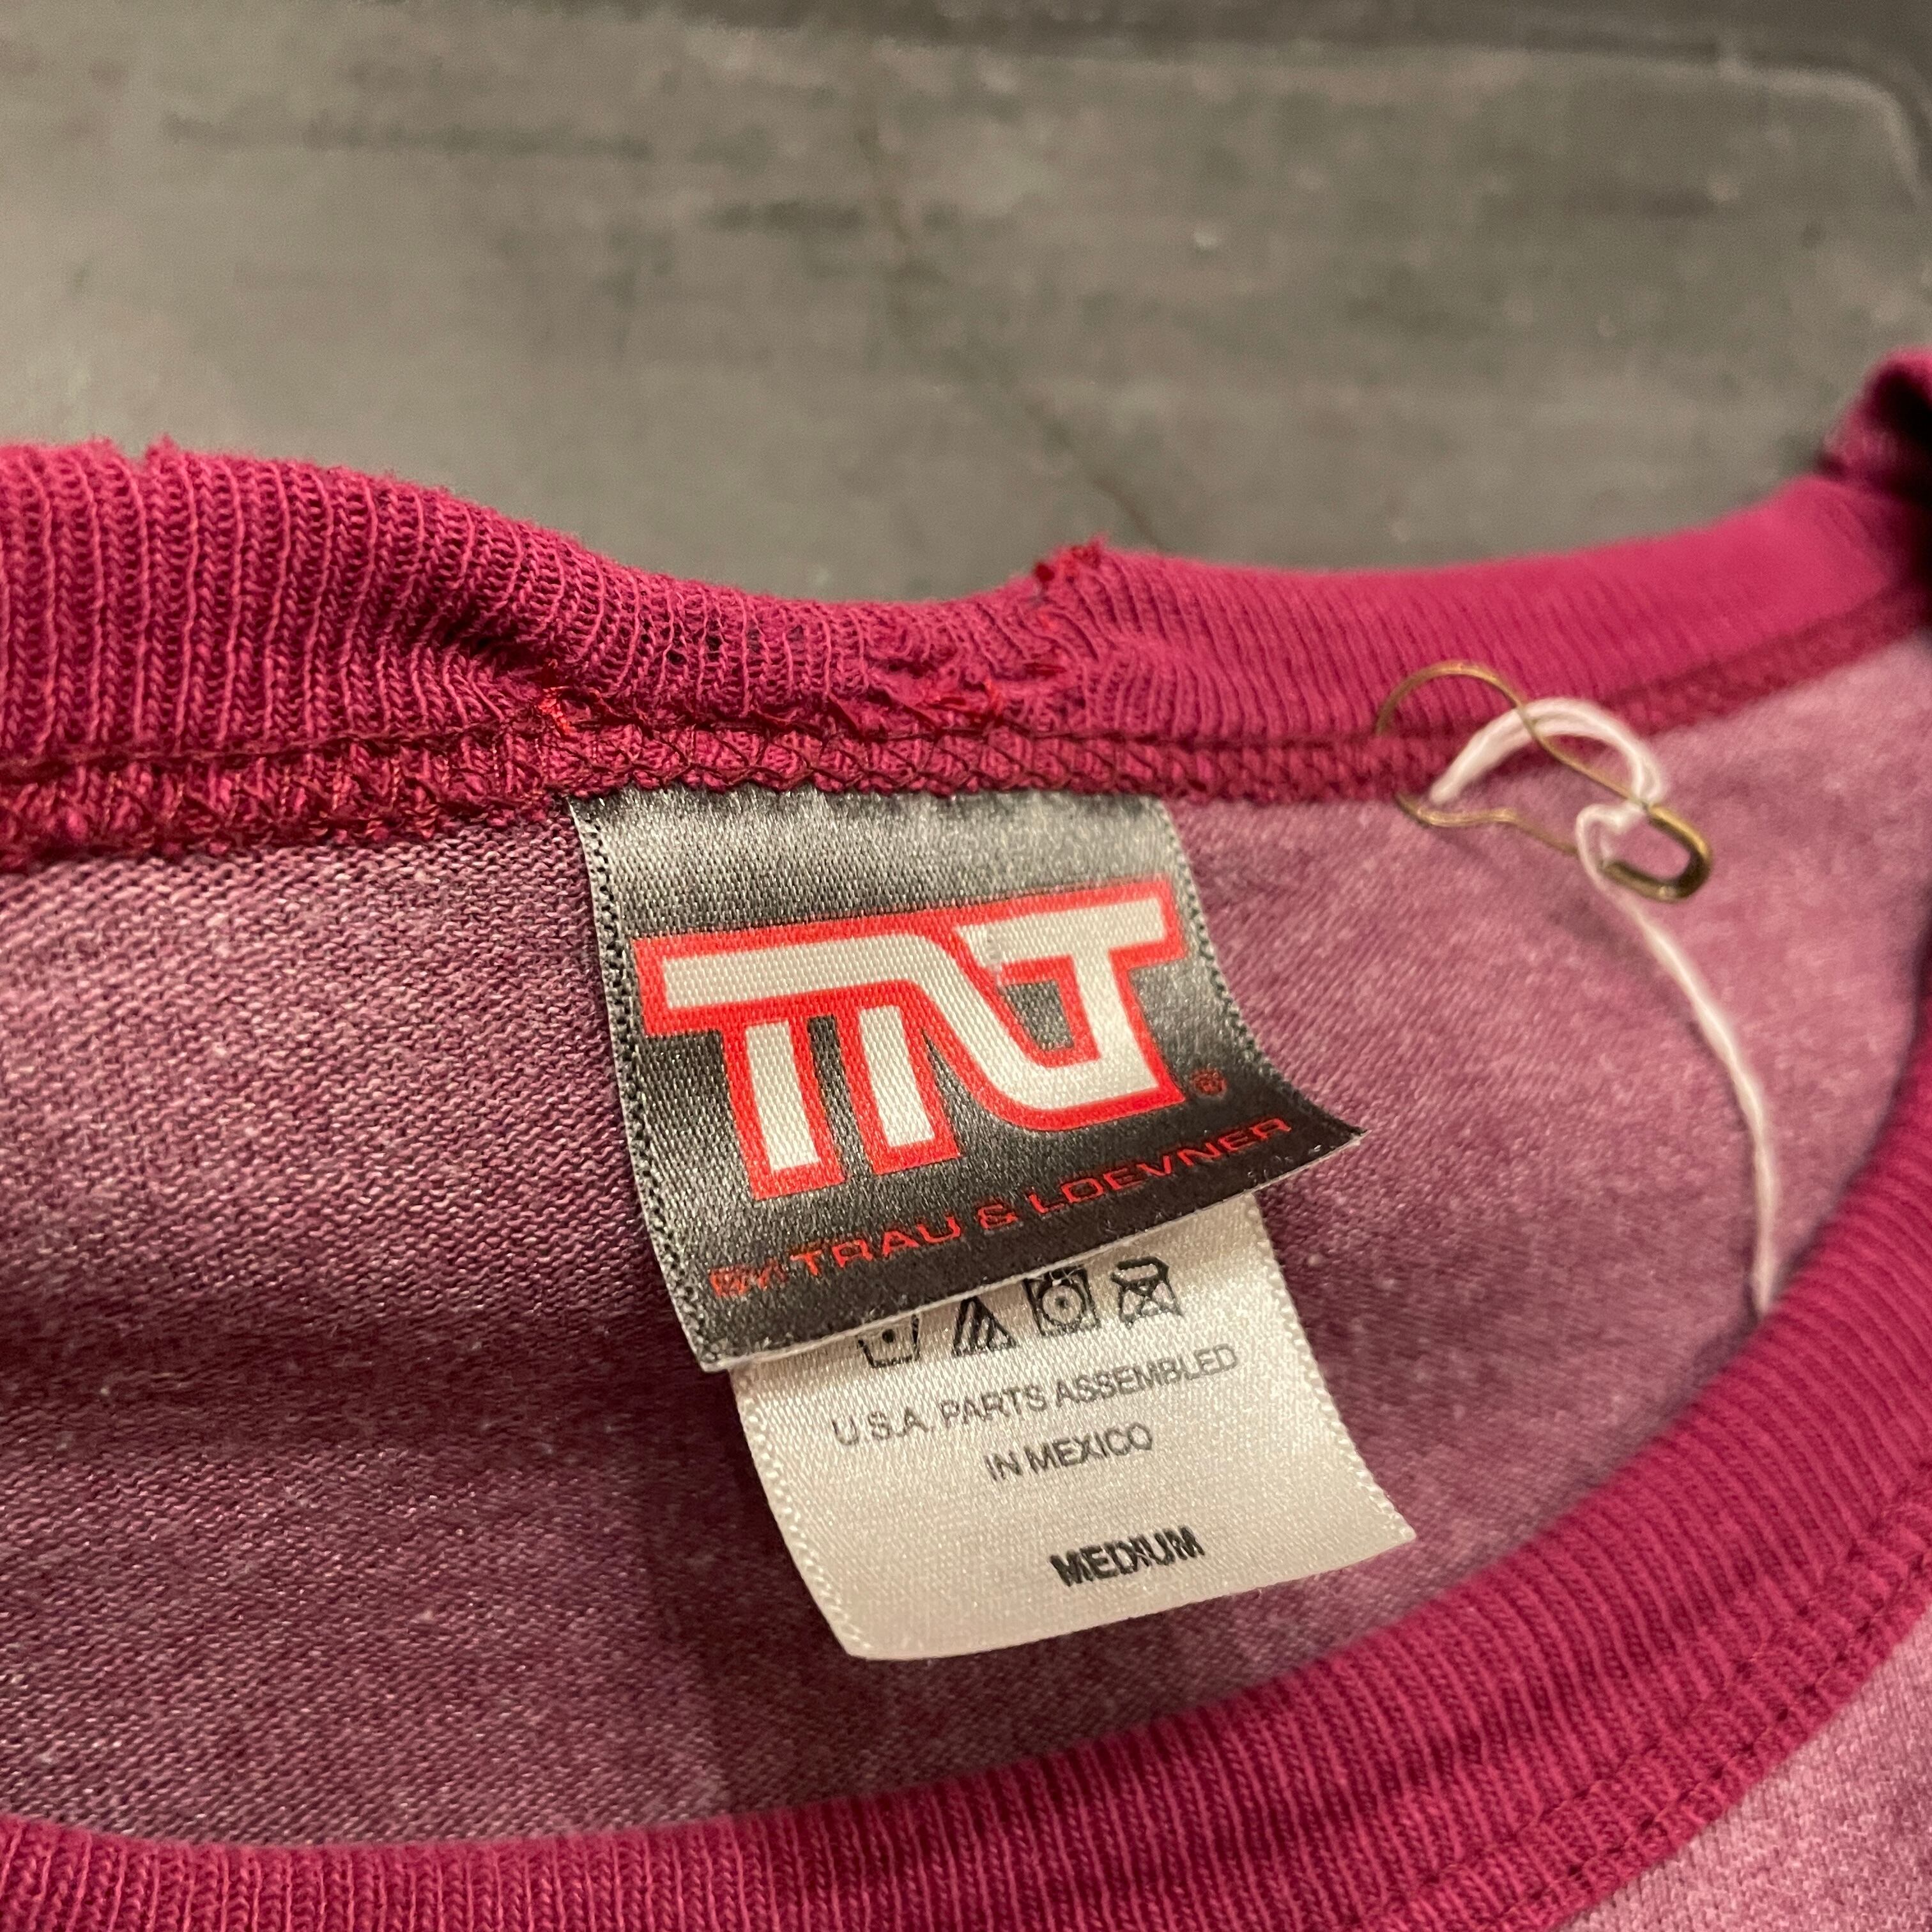 TNT®
BY: TRAU & LOEVNER
U.S.A. PARTS ASSEMBLED
IN MEXICO
MEDIUM